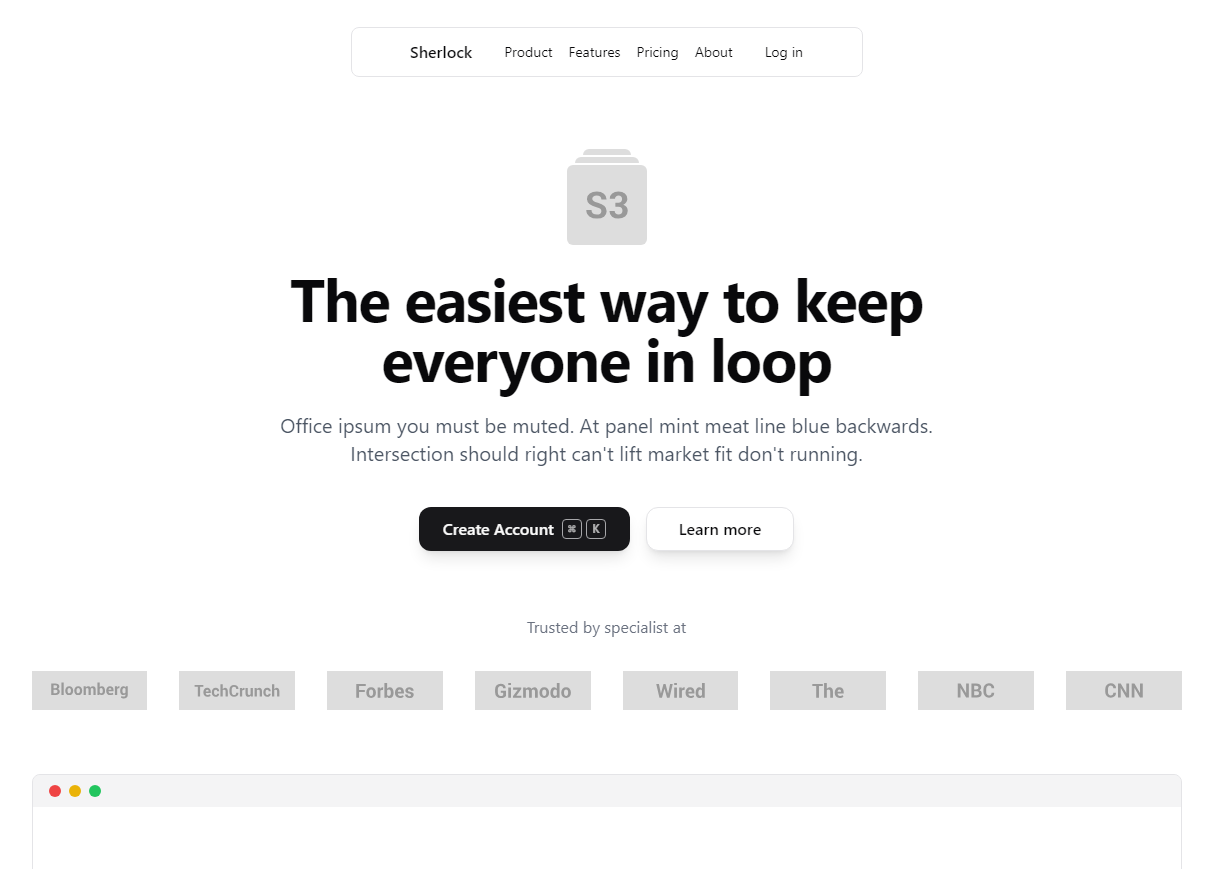 Sherlock Product Features Pricing About Log in
S3
The easiest way to keep
everyone in loop
Office ipsum you must be muted. At panel mint meat line blue backwards.
Intersection should right can't lift market fit don't running.
Create Account ⌘ K Learn more
Trusted by specialist at
Bloomberg TechCrunch Forbes Gizmodo Wired The NBC CNN